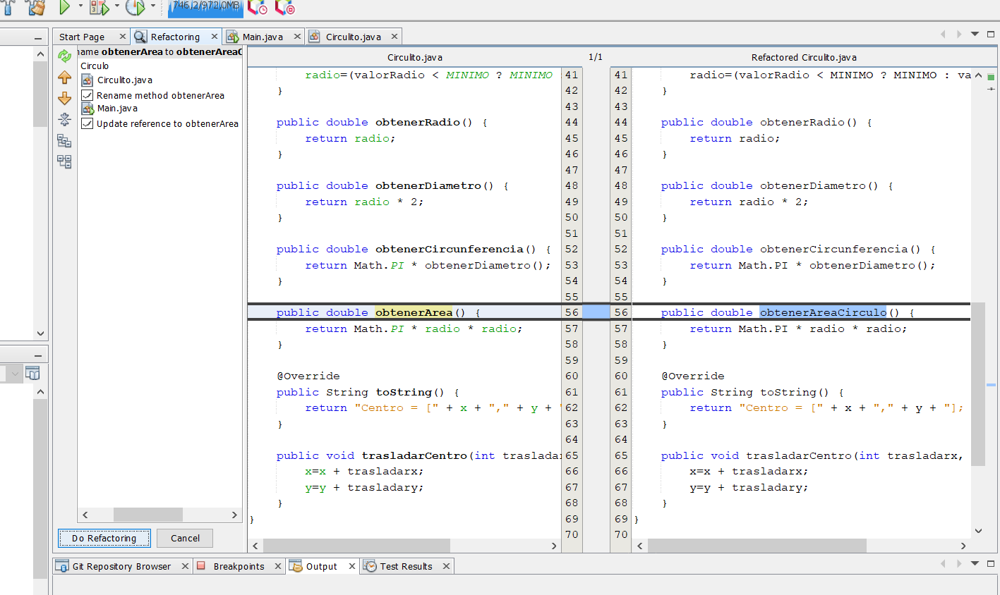 746,2/972,0MB
Start Page
Refactoring
Main.java
Circulito.java
name obtenerArea to obtenerAreaC
Circulo
Circulito.java
Rename method obtenerArea
Main.java
Update reference to obtenerArea
Do Refactoring
Cancel
Circulito.java
1/1
Refactored Circulito.java
radio=(valorRadio < MINIMO ? MINIMO 41
} 42
43
public double obtenerRadio() { 44
return radio; 45
} 46
47
public double obtenerDiametro() { 48
return radio * 2; 49
} 50
51
public double obtenerCircunferencia() { 52
return Math.PI * obtenerDiametro(); 53
} 54
55
public double obtenerArea() { 56
return Math.PI * radio * radio; 57
} 58
59
@Override 60
public String toString() { 61
return "Centro = [" + x + "," + y + " 62
} 63
64
public void trasladarCentro(int traslada 65
x=x + trasladarx; 66
y=y + trasladary; 67
} 68
} 69
70
41 radio=(valorRadio < MINIMO ? MINIMO : va
42 }
43
44 public double obtenerRadio() {
45 return radio;
46 }
47
48 public double obtenerDiametro() {
49 return radio * 2;
50 }
51
52 public double obtenerCircunferencia() {
53 return Math.PI * obtenerDiametro();
54 }
55
56 public double obtenerAreaCirculo() {
57 return Math.PI * radio * radio;
58 }
59
60 @Override
61 public String toString() {
62 return "Centro = [" + x + "," + y + "];
63 }
64
65 public void trasladarCentro(int trasladarx,
66 x=x + trasladarx;
67 y=y + trasladary;
68 }
69 }
70
Git Repository Browser
Breakpoints
Output
Test Results